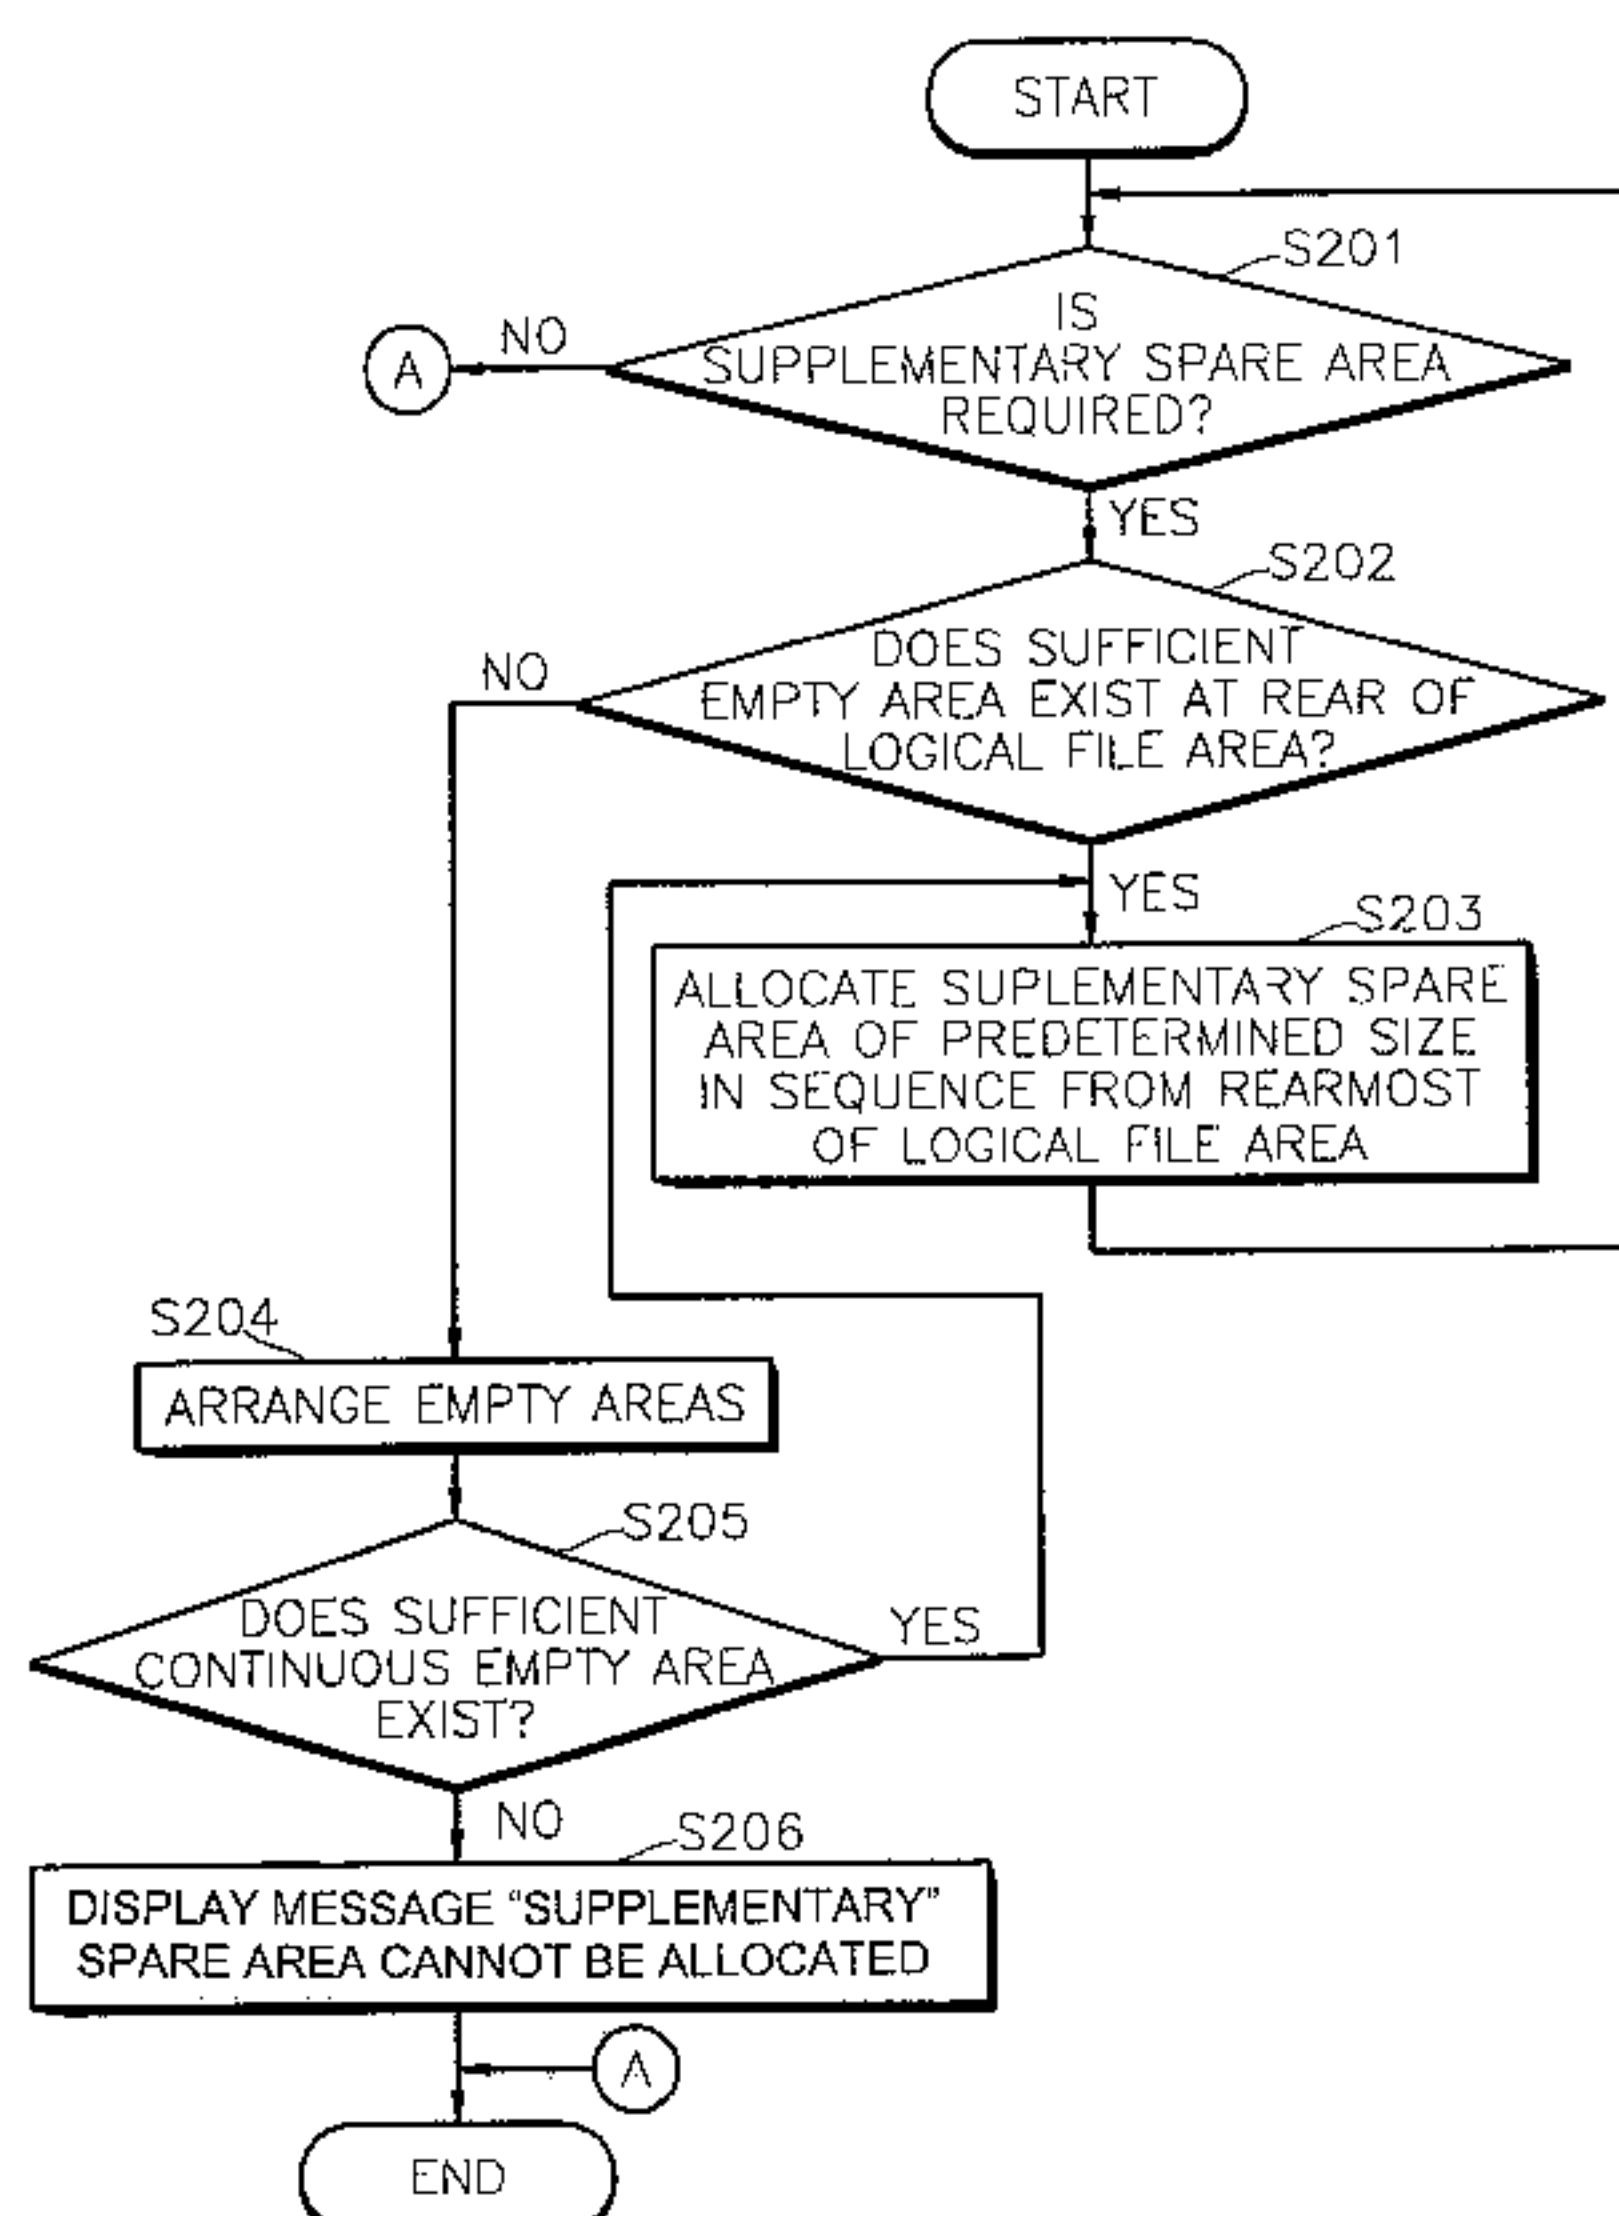 START
S201
IS
SUPPLEMENTARY SPARE AREA
REQUIRED?
NO
A
YES
S202
DOES SUFFICIENT
EMPTY AREA EXIST AT REAR OF
LOGICAL FILE AREA?
NO
YES
S203
ALLOCATE SUPLEMENTARY SPARE
AREA OF PREDETERMINED SIZE
IN SEQUENCE FROM REARMOST
OF LOGICAL FILE AREA
S204
ARRANGE EMPTY AREAS
S205
DOES SUFFICIENT
CONTINUOUS EMPTY AREA
EXIST?
YES
NO
S206
DISPLAY MESSAGE “SUPPLEMENTARY”
SPARE AREA CANNOT BE ALLOCATED
A
END